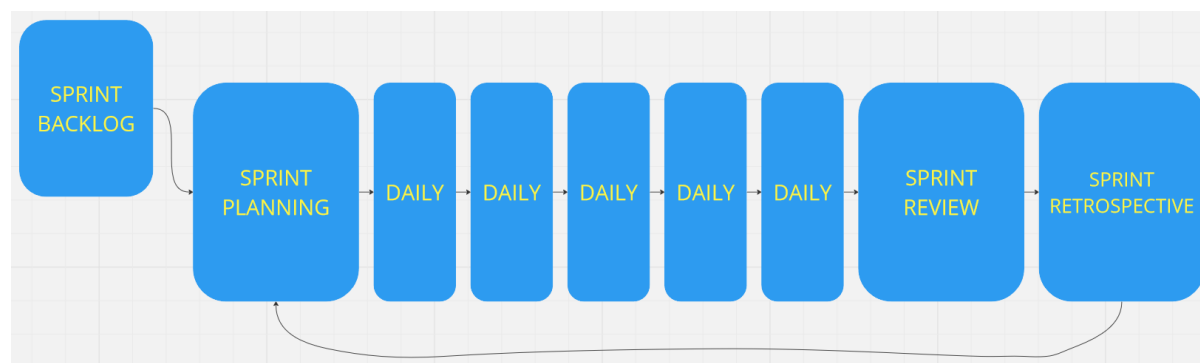 SPRINT
BACKLOG
SPRINT
PLANNING
DAILY
DAILY
DAILY
DAILY
DAILY
SPRINT
REVIEW
SPRINT
RETROSPECTIVE